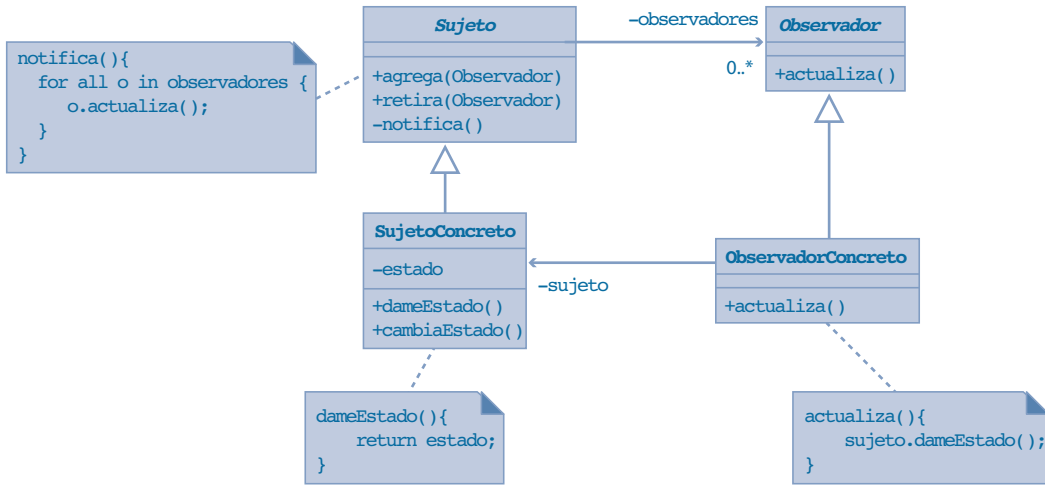 Sujeto
+agrega(Observador)
+retira(Observador)
-notifica()
-observadores
0..*
Observador
+actualiza()
notifica(){
for all o in observadores {
o.actualiza();
}
}
SujetoConcreto
-estado
+dameEstado()
+cambiaEstado()
-sujeto
ObservadorConcreto
+actualiza()
dameEstado(){
return estado;
}
actualiza(){
sujeto.dameEstado();
}